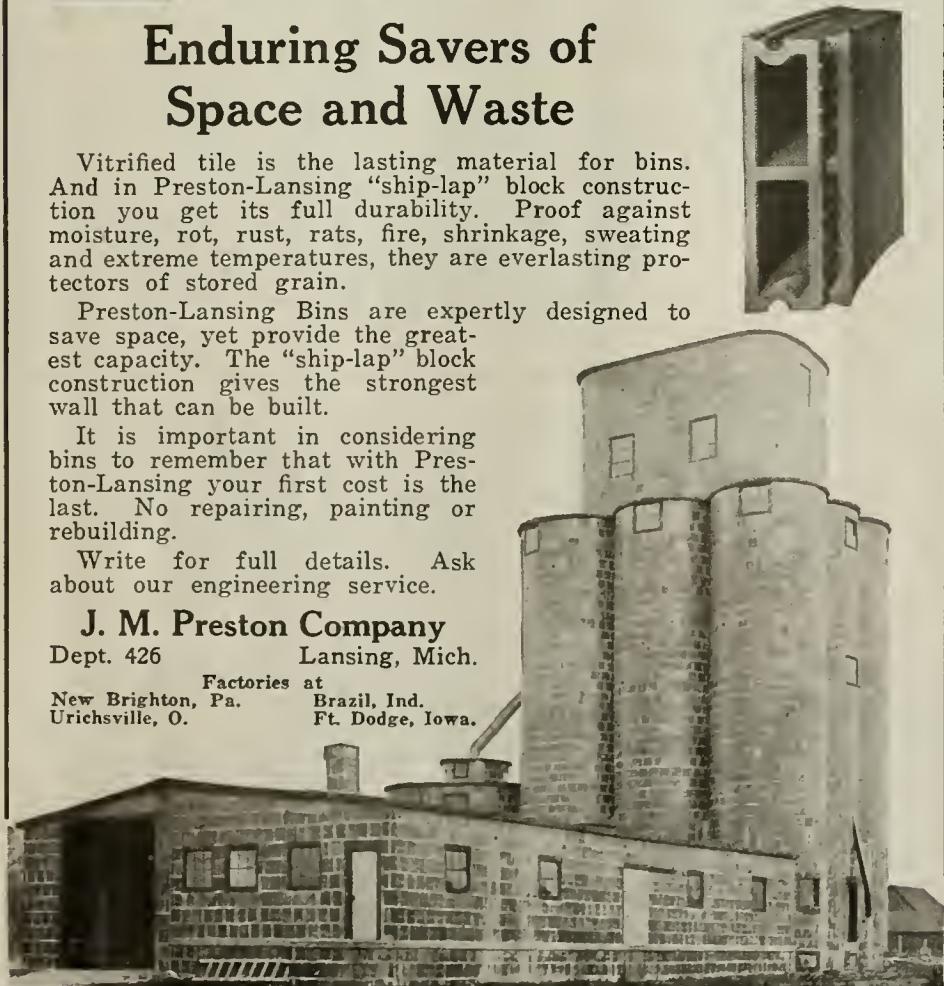 Enduring Savers of
Space and Waste
Vitrified tile is the lasting material for bins.
And in Preston-Lansing “ship-lap” block construc-
tion you get its full durability. Proof against
moisture, rot, rust, rats, fire, shrinkage, sweating
and extreme temperatures, they are everlasting pro-
tectors of stored grain.
Preston-Lansing Bins are expertly designed to
save space, yet provide the great-
est capacity. The “ship-lap” block
construction gives the strongest
wall that can be built.
It is important in considering
bins to remember that with Pres-
ton-Lansing your first cost is the
last. No repairing, painting or
rebuilding.
Write for full details. Ask
about our engineering service.
J. M. Preston Company
Dept. 426 Lansing, Mich.
Factories at
New Brighton, Pa. Brazil, Ind.
Urichsville, O. Ft. Dodge, Iowa.